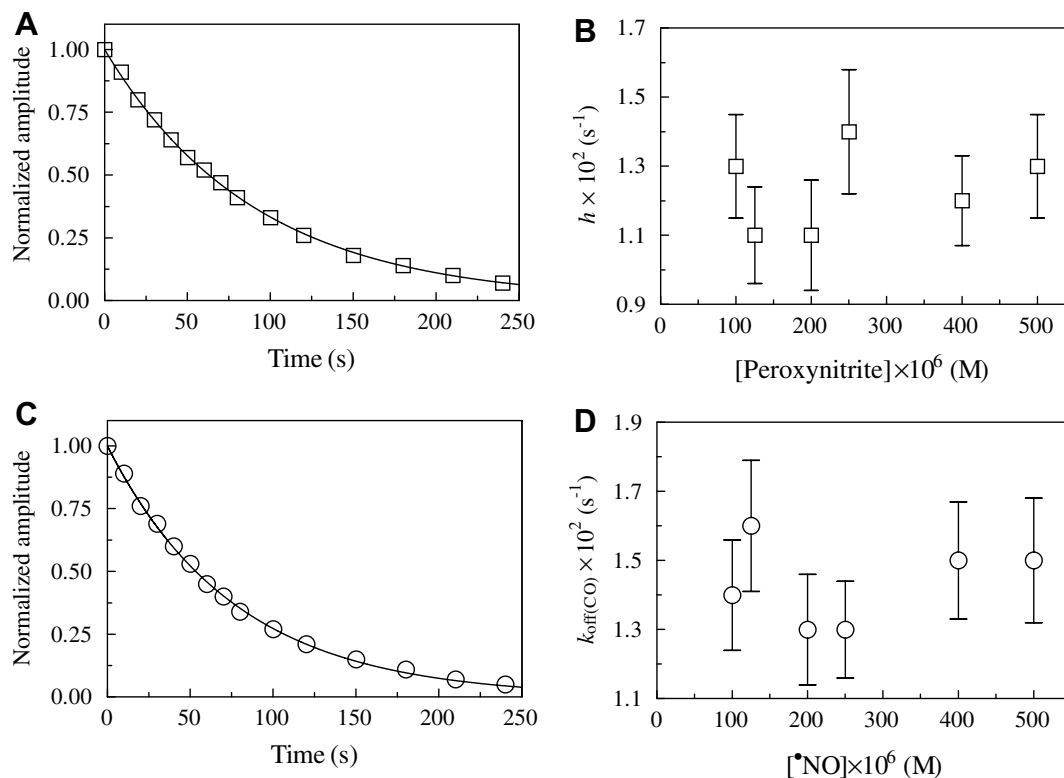 A
Normalized amplitude
1.00
0.75
0.50
0.25
0.00
0 50 100 150 200 250
Time (s)
B
h × 10² (s⁻¹)
1.7
1.5
1.3
1.1
0.9
0 100 200 300 400 500
[Peroxynitrite]×10⁶ (M)
C
Normalized amplitude
1.00
0.75
0.50
0.25
0.00
0 50 100 150 200 250
Time (s)
D
k_off(CO) × 10² (s⁻¹)
1.9
1.7
1.5
1.3
1.1
0 100 200 300 400 500
[•NO]×10⁶ (M)